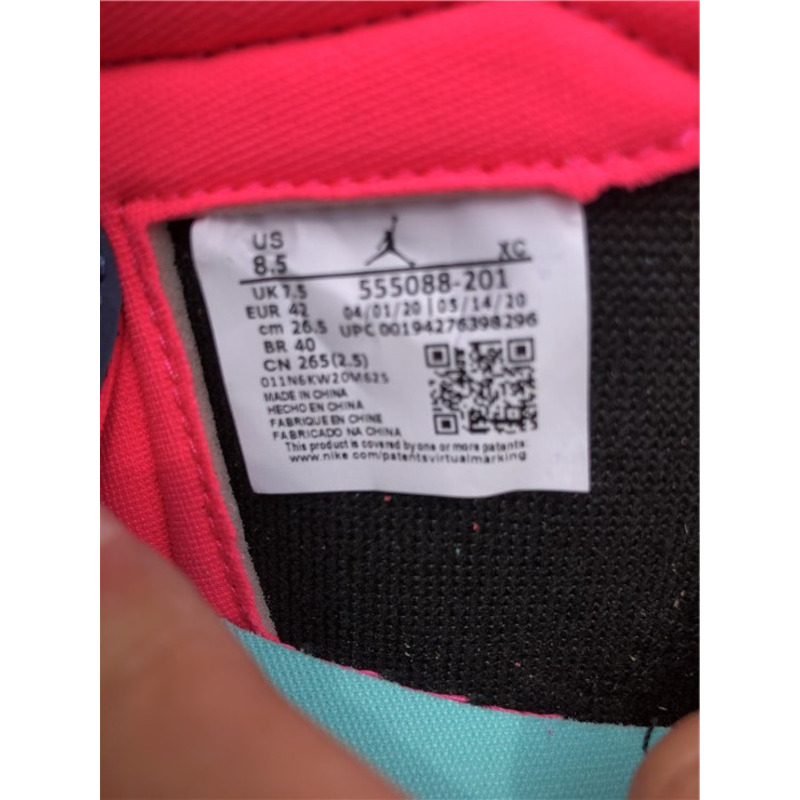 US
8.5
XC
UK 7.5
555088-201
EUR 42
04/01/20 | 05/14/20
cm 26.5
UPC 00194276398296
BR 40
CN 265(2.5)
011N6KW20M625
MADE IN CHINA
HECHO EN CHINA
FABRIQUE EN CHINE
FABRICADO NA CHINA
This product is covered by one or more patents:
www.nike.com/patentsvirtualmarking